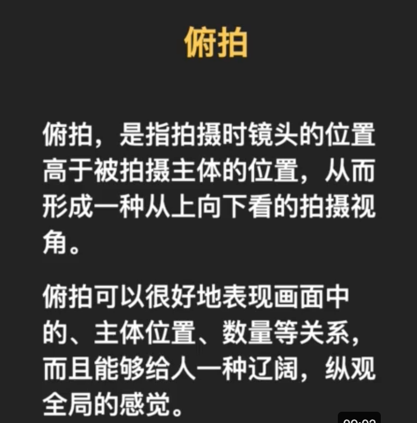 俯拍
俯拍，是指拍摄时镜头的位置
高于被拍摄主体的位置，从而
形成一种从上向下看的拍摄视
角。
俯拍可以很好地表现画面中
的、主体位置、数量等关系，
而且能够给人一种辽阔，纵观
全局的感觉。